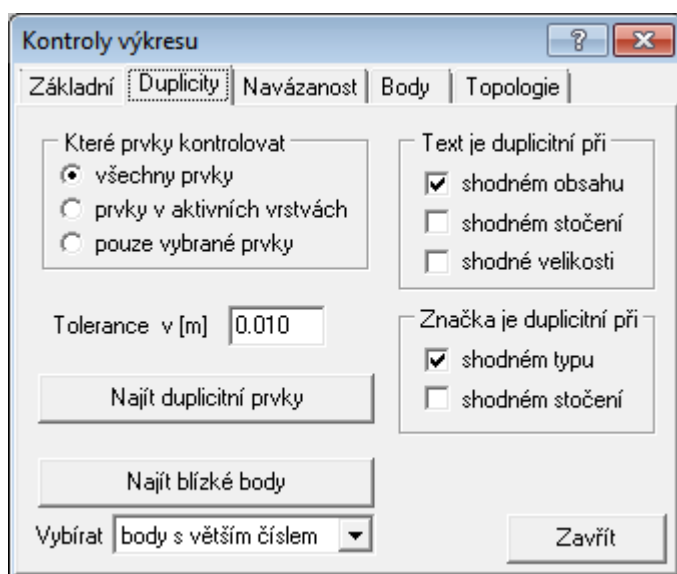 Kontroly výkresu
Základní Duplicity Navázanost Body Topologie
Které prvky kontrolovat
všechny prvky
prvky v aktivních vrstvách
pouze vybrané prvky
Tolerance v [m] 0.010
Najít duplicitní prvky
Najít blízké body
Vybírat body s větším číslem
Text je duplicitní při
shodném obsahu
shodném stočení
shodné velikosti
Značka je duplicitní při
shodném typu
shodném stočení
Zavřít